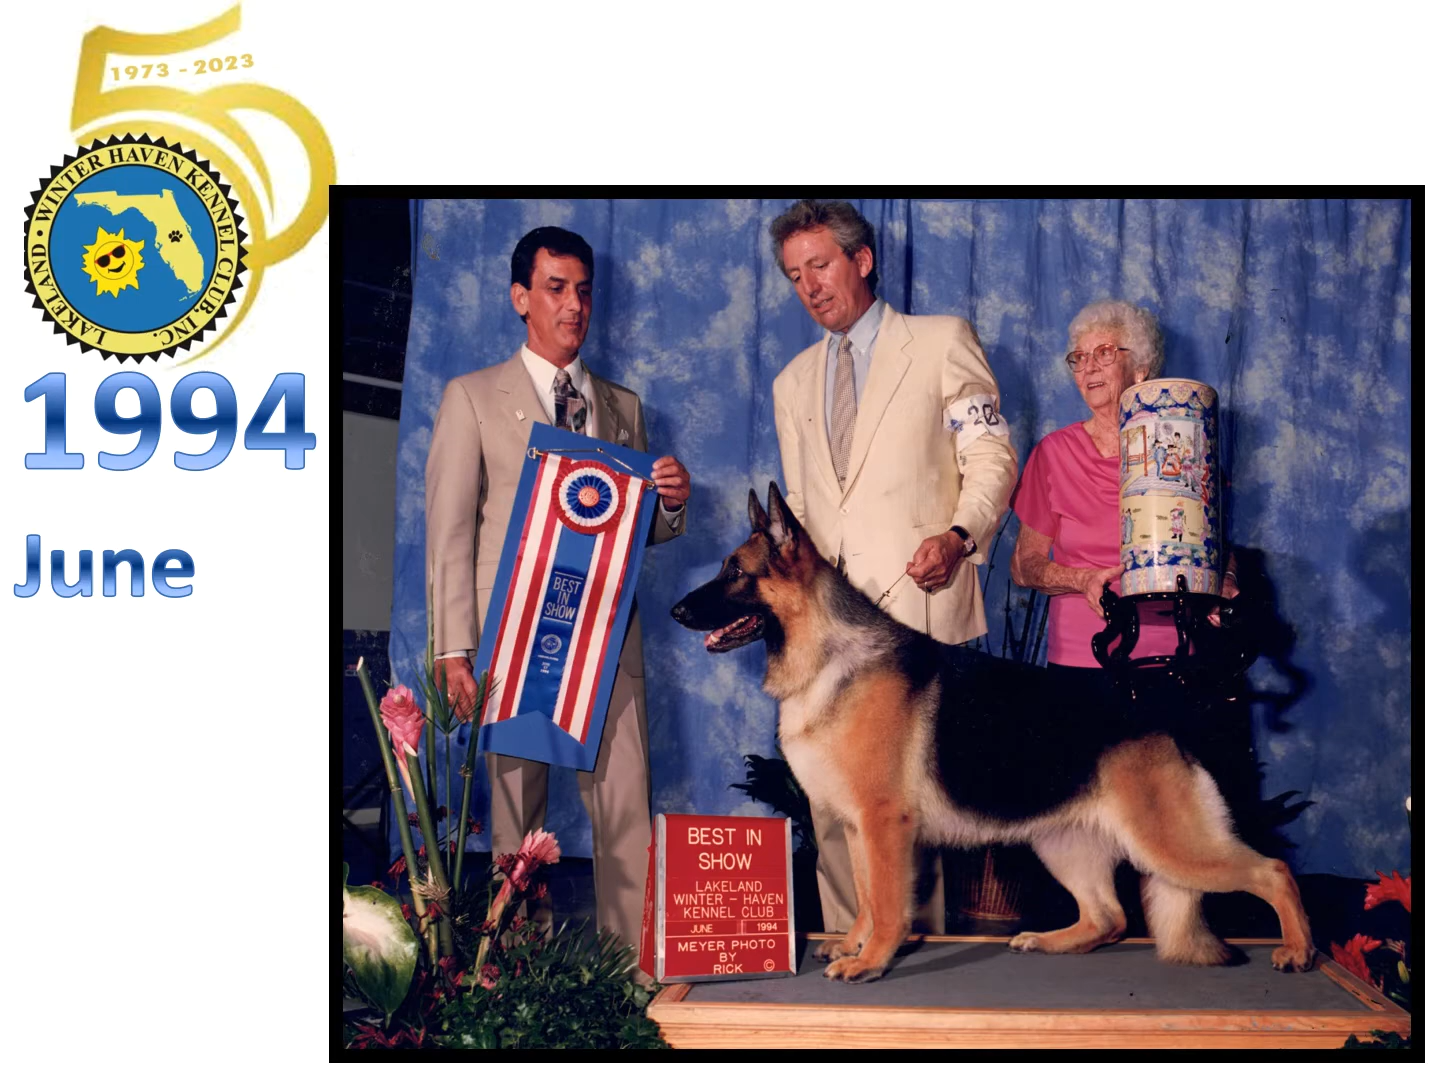 1973 - 2023
LAKELAND · WINTER HAVEN KENNEL CLUB, INC.
1994
June
20
BEST
IN
SHOW
BEST IN
SHOW
LAKELAND
WINTER - HAVEN
KENNEL CLUB
JUNE 1994
MEYER PHOTO
BY
RICK ©